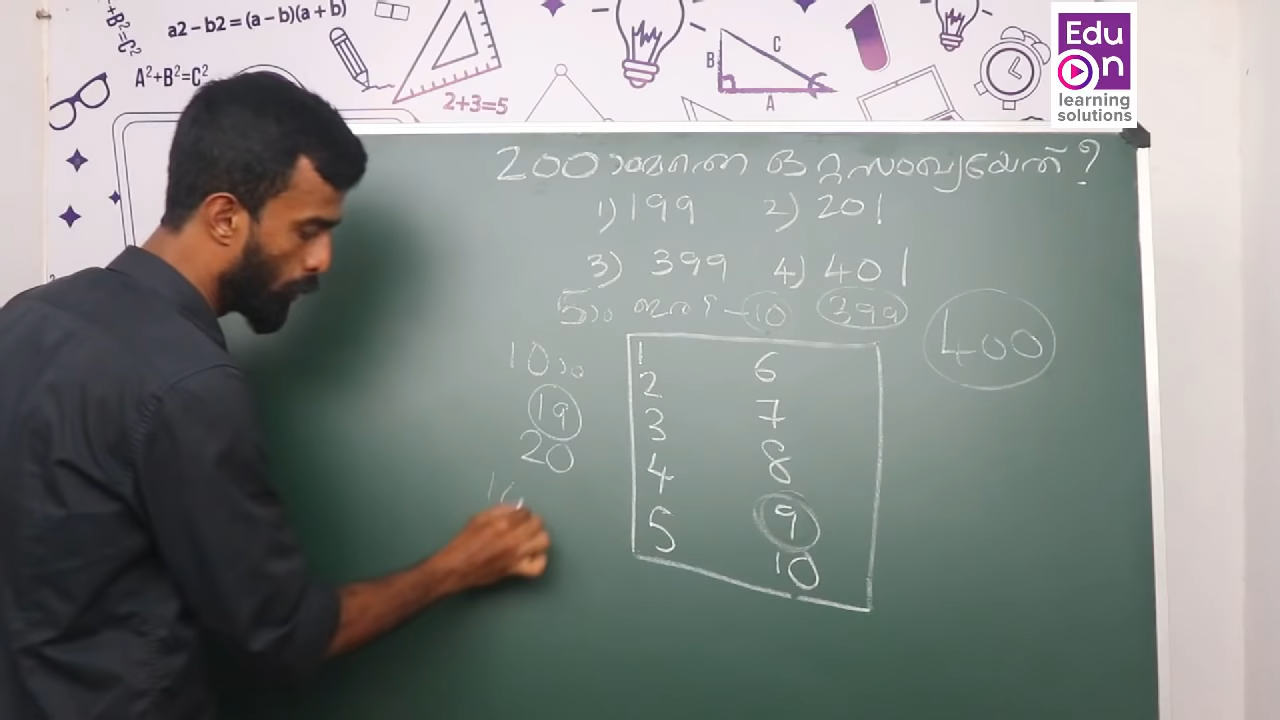 a2 – b2 = (a – b)(a + b)
A²+B²=C²
+B²=C²
2+3=5
B
C
A
Edu
On
learning
solutions
200 ാമത്തെ ഒറ്റസംഖ്യയേത് ?
1) 199 2) 201
3) 399 4) 401
5ാം - 10 399
400
10ാം
19
20
1 6
2 7
3 8
4 9
5 10